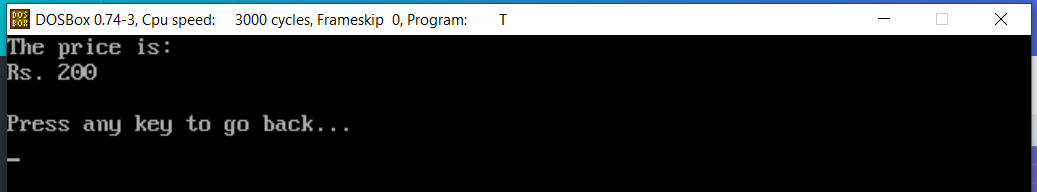 DOSBox 0.74-3, Cpu speed: 3000 cycles, Frameskip 0, Program: T
The price is:
Rs. 200
Press any key to go back...